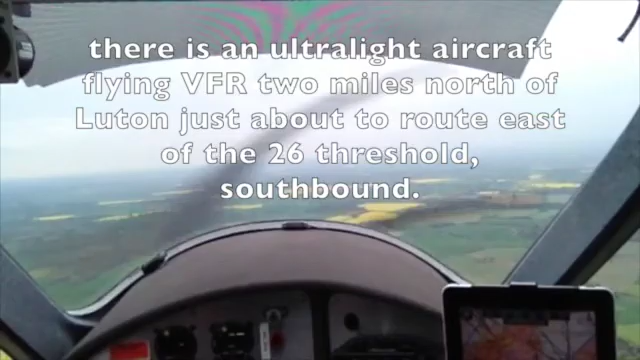 there is an ultralight aircraft
flying VFR two miles north of
Luton just about to route east
of the 26 threshold,
southbound.